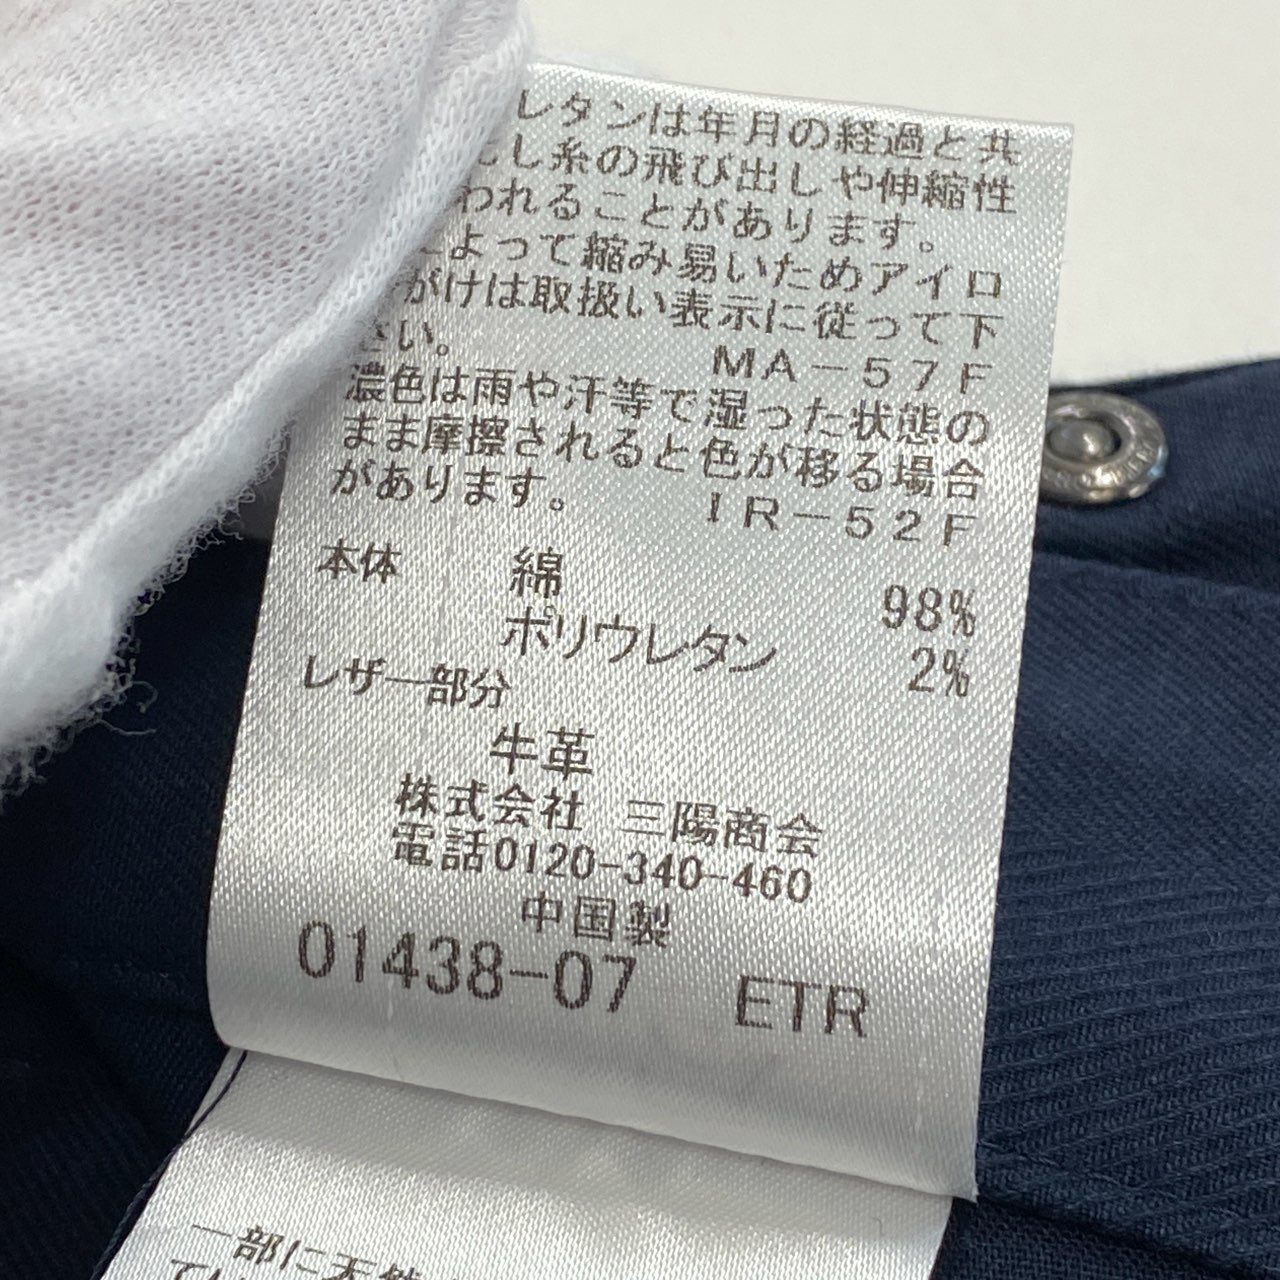 レタンは年月の経過と共
し糸の飛び出しや伸縮性
われることがあります。
よって縮み易いためアイロ
がけは取扱い表示に従って下
さい。 MA-57F
濃色は雨や汗等で湿った状態の
まま摩擦されると色が移る場合
があります。 IR-52F
本体 綿 98%
ポリウレタン 2%
レザー部分
牛革
株式会社 三陽商会
電話0120-340-460
中国製
01438-07 ETR
一部に天然